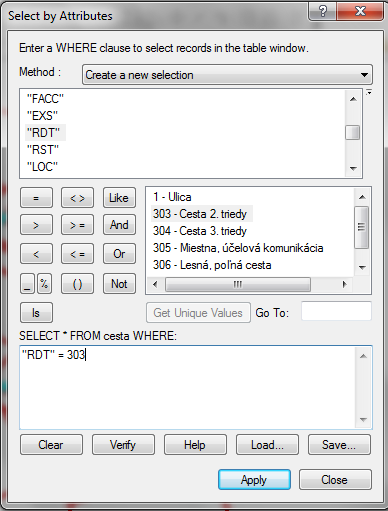 Select by Attributes
Enter a WHERE clause to select records in the table window.
Method : Create a new selection
"FACC"
"EXS"
"RDT"
"RST"
"LOC"
= < > Like
> > = And
< < = Or
_ % ( ) Not
Is
1 - Ulica
303 - Cesta 2. triedy
304 - Cesta 3. triedy
305 - Miestna, účelová komunikácia
306 - Lesná, poľná cesta
Get Unique Values Go To:
SELECT * FROM cesta WHERE:
"RDT" = 303
Clear Verify Help Load... Save...
Apply Close